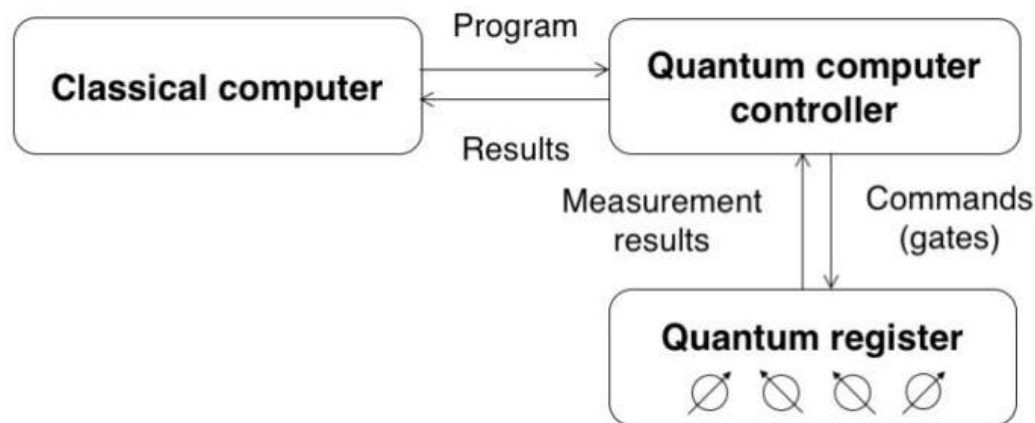 Program
Classical computer
Quantum computer
controller
Results
Measurement
results
Commands
(gates)
Quantum register